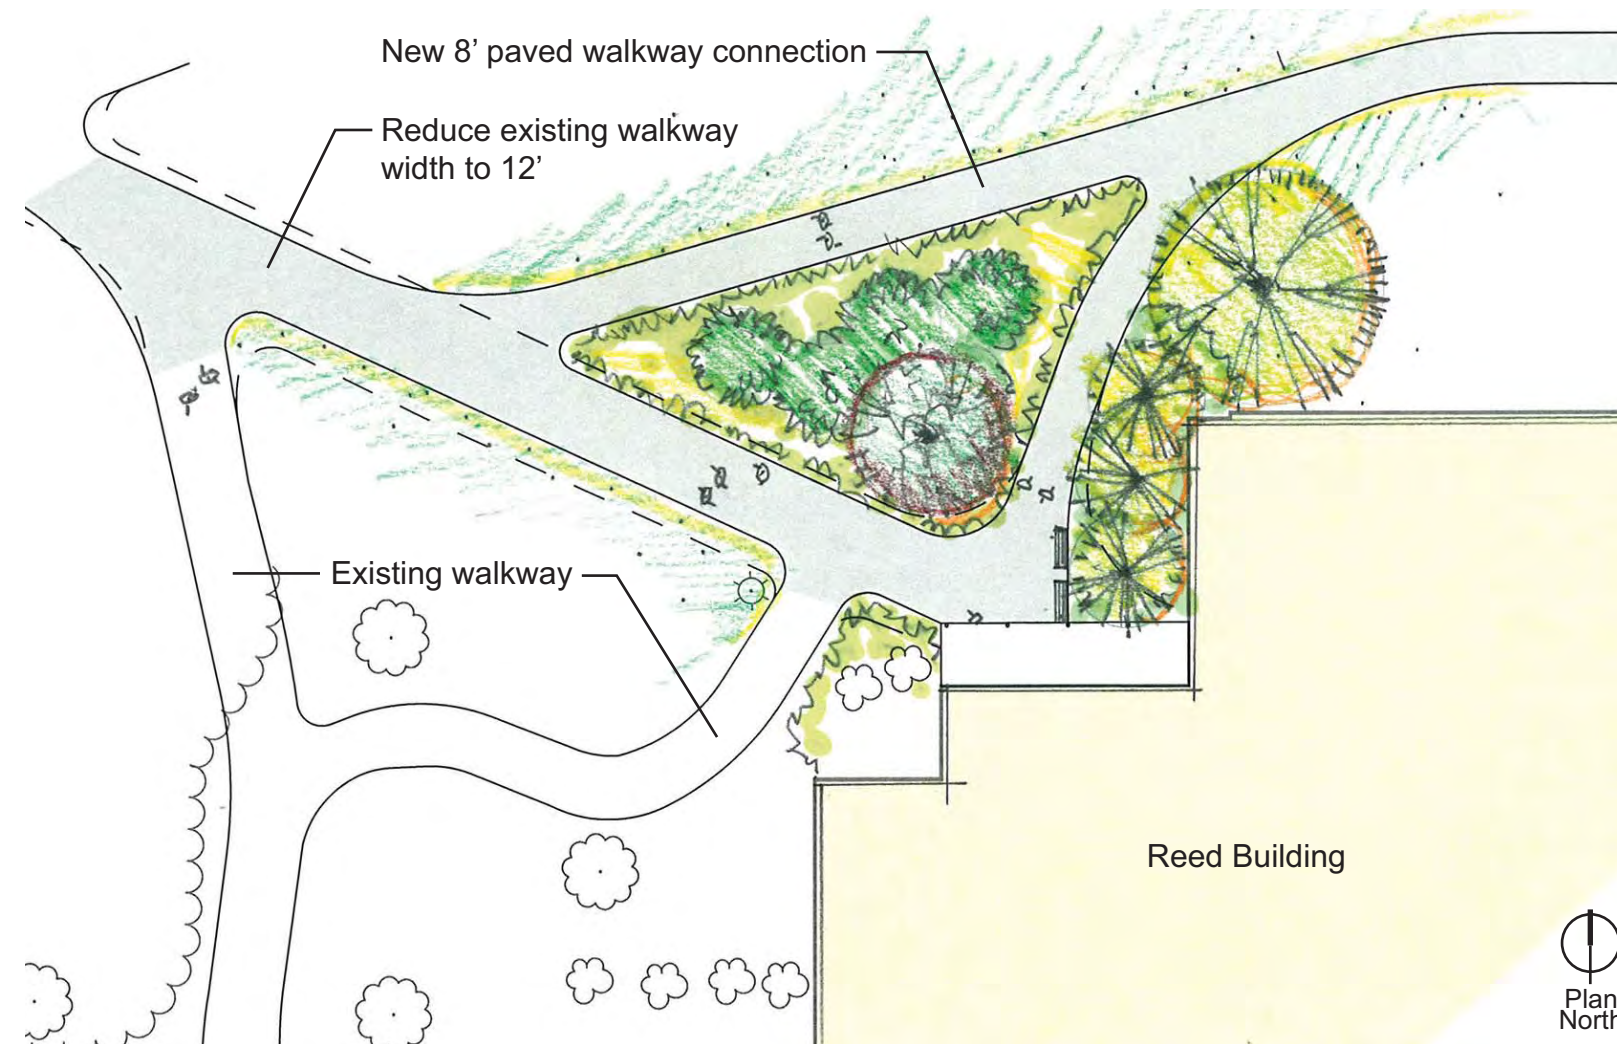 New 8’ paved walkway connection
Reduce existing walkway
width to 12’
Existing walkway
Reed Building
Plan
North